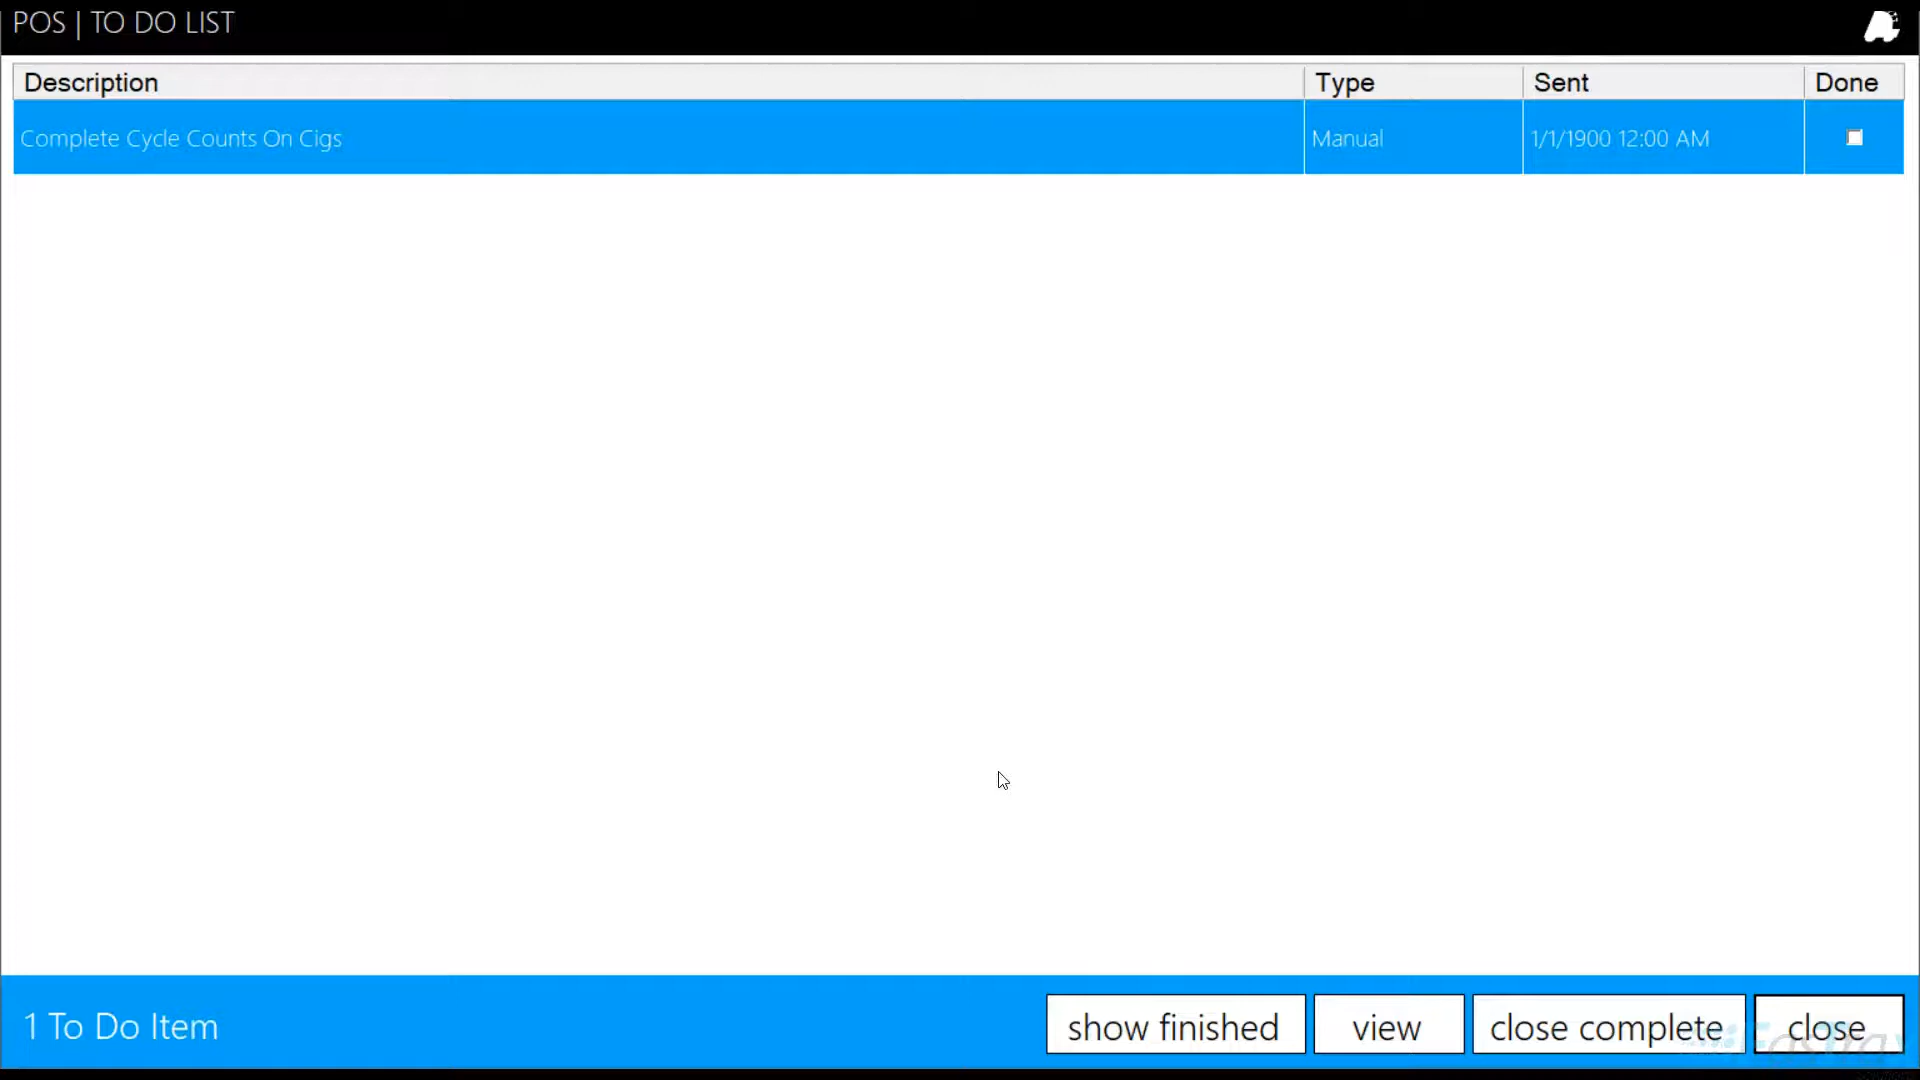 POS | TO DO LIST
Description Type Sent Done
Complete Cycle Counts On Cigs Manual 1/1/1900 12:00 AM
1 To Do Item show finished view close complete close